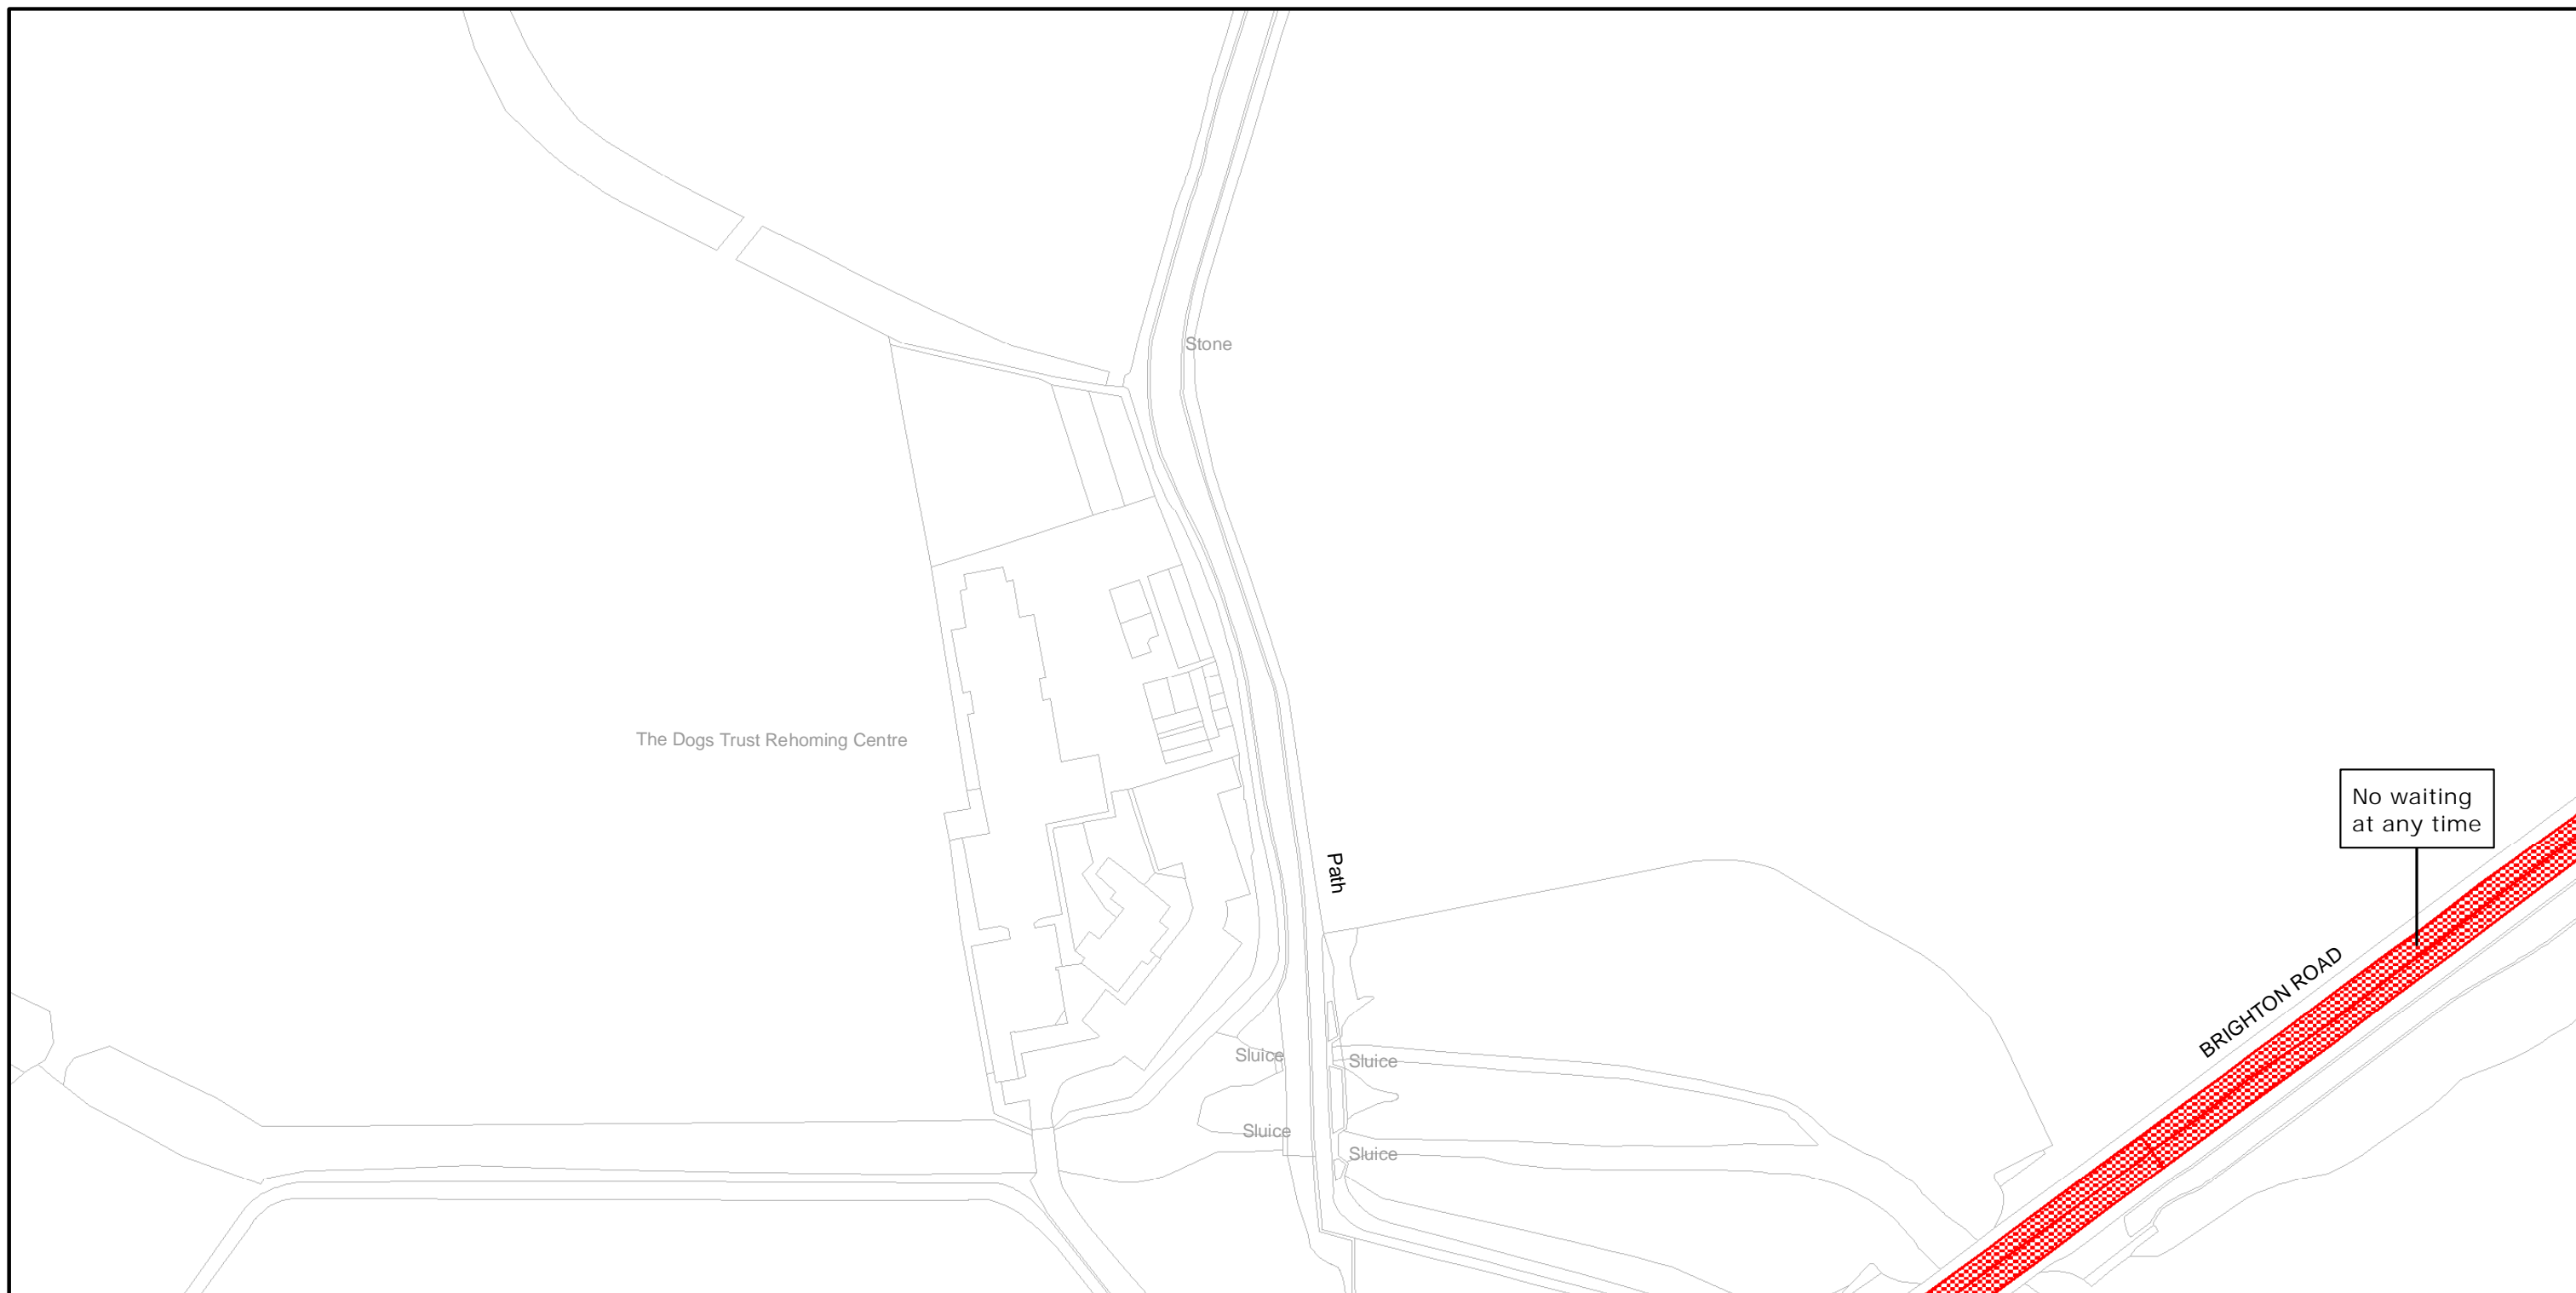 Stone
The Dogs Trust Rehoming Centre
No waiting
at any time
Path
BRIGHTON ROAD
Sluice
Sluice
Sluice
Sluice